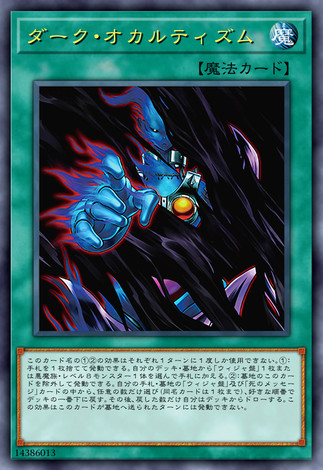 ダーク・オカルティズム
魔
【魔法カード】
このカード名の①②の効果はそれぞれ１ターンに１度しか使用できない。①：
手札を１枚捨てて発動できる。自分のデッキ・墓地から「ウィジャ盤」１枚また
は悪魔族・レベル８モンスター１体を選んで手札に加える。②：墓地のこのカー
ドを除外して発動できる。自分の手札・墓地の「ウィジャ盤」及び「死のメッセー
ジ」カードの中から、任意の数だけ選び（同名カードは１枚まで）、好きな順番で
デッキの一番下に戻す。その後、戻した数だけ自分はデッキからドローする。こ
の効果はこのカードが墓地へ送られたターンには発動できない。
14386013